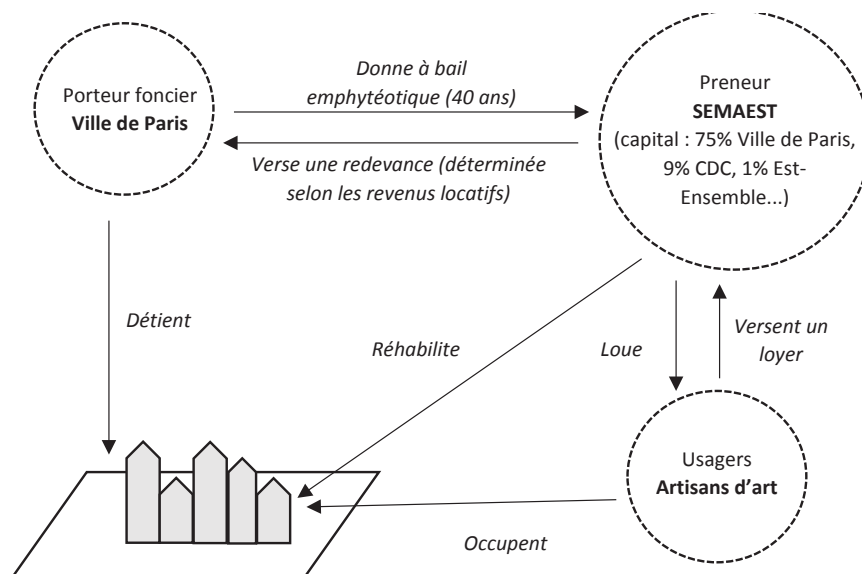 Porteur foncier
Ville de Paris
Donne à bail
emphytéotique (40 ans)
Verse une redevance (déterminée
selon les revenus locatifs)
Preneur
SEMAEST
(capital : 75% Ville de Paris,
9% CDC, 1% Est-
Ensemble...)
Détient
Réhabilite
Loue
Versent un
loyer
Usagers
Artisans d’art
Occupent